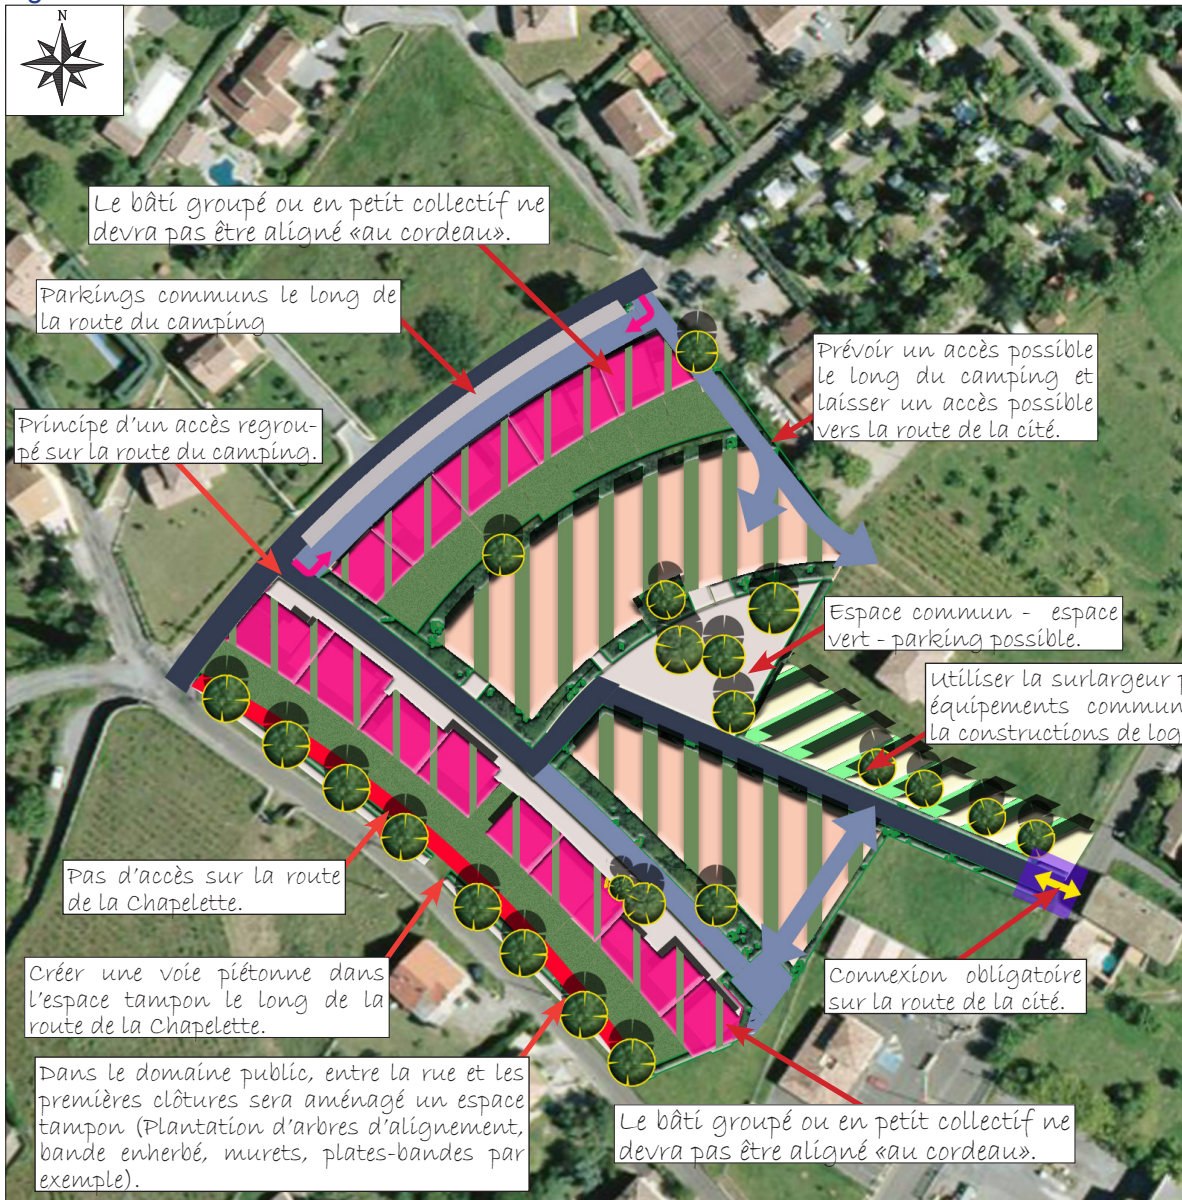 N
Le bâti groupé ou en petit collectif ne
devra pas être aligné «au cordeau».
Parkings communs le long de
la route du camping
Prévoir un accès possible
le long du camping et
laisser un accès possible
vers la route de la cité.
Principe d'un accès regrou-
pé sur la route du camping.
Espace commun - espace
vert - parking possible.
Utiliser la surlargeur p
équipements commun
la constructions de log
Pas d'accès sur la route
de la Chapelette.
Créer une voie piétonne dans
l'espace tampon le long de la
route de la Chapelette.
Connexion obligatoire
sur la route de la cité.
Dans le domaine public, entre la rue et les
premières clôtures sera aménagé un espace
tampon (Plantation d'arbres d'alignement,
bande enherbé, murets, plates-bandes par
exemple).
Le bâti groupé ou en petit collectif ne
devra pas être aligné «au cordeau».